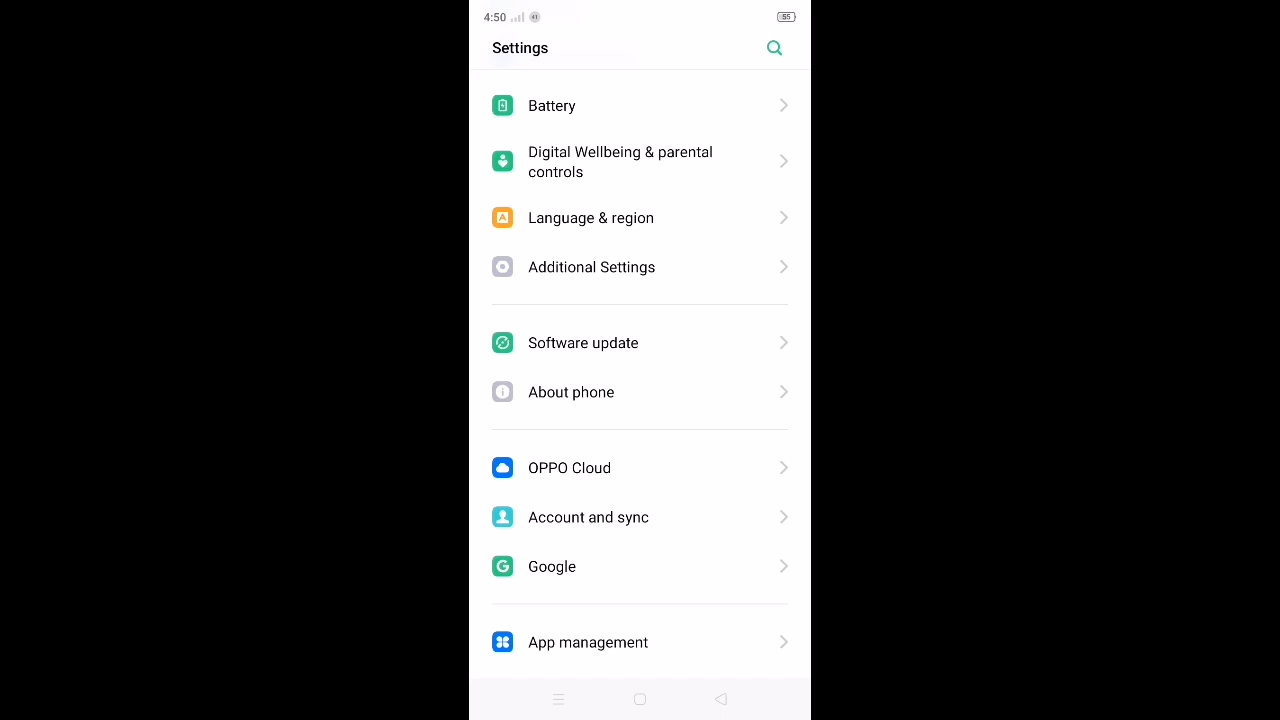 4:50
55
Settings
Battery
Digital Wellbeing & parental
controls
Language & region
Additional Settings
Software update
About phone
OPPO Cloud
Account and sync
Google
App management